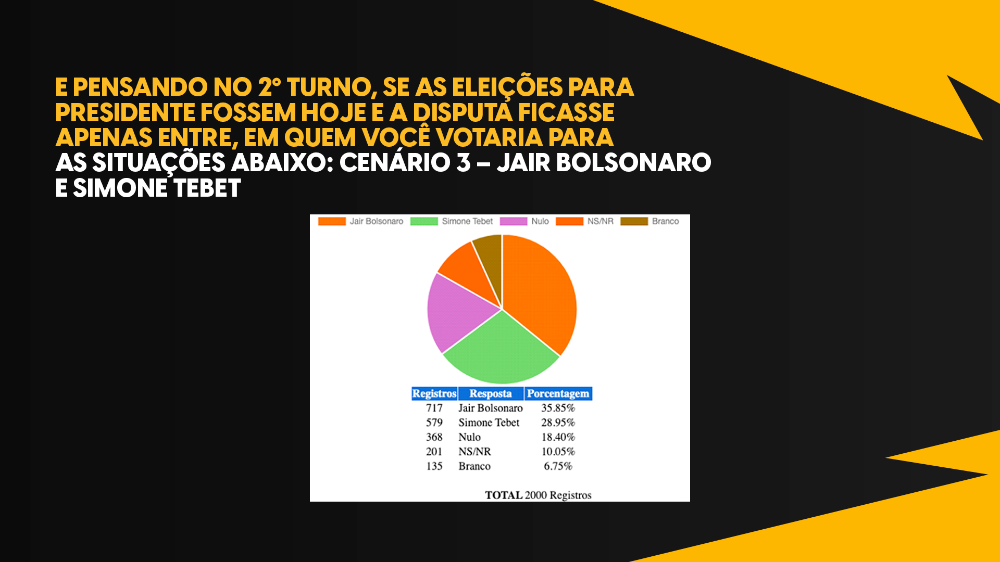 E PENSANDO NO 2º TURNO, SE AS ELEIÇÕES PARA
PRESIDENTE FOSSEM HOJE E A DISPUTA FICASSE
APENAS ENTRE, EM QUEM VOCÊ VOTARIA PARA
AS SITUAÇÕES ABAIXO: CENÁRIO 3 – JAIR BOLSONARO
E SIMONE TEBET
Jair Bolsonaro Simone Tebet Nulo NS/NR Branco
Registros Resposta Porcentagem
717 Jair Bolsonaro 35.85%
579 Simone Tebet 28.95%
368 Nulo 18.40%
201 NS/NR 10.05%
135 Branco 6.75%
TOTAL 2000 Registros